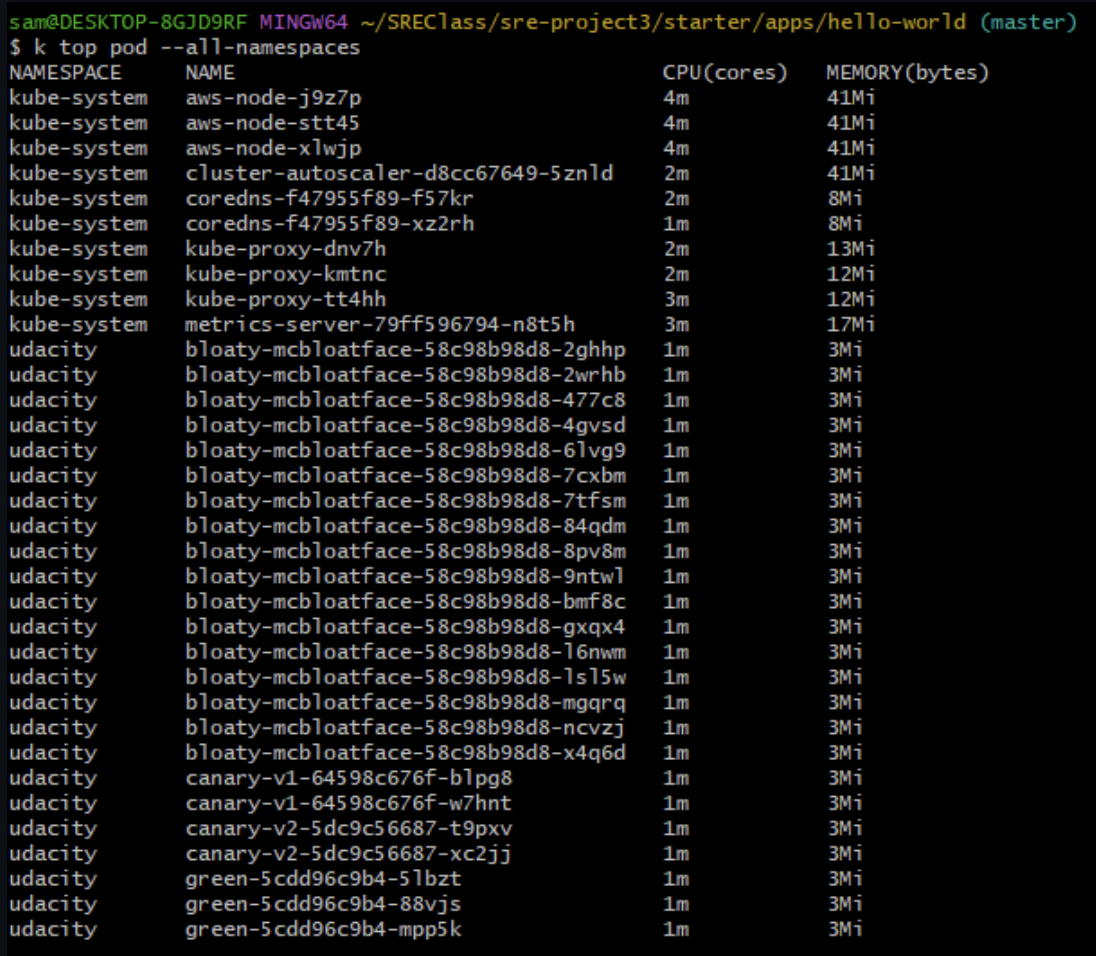 sam@DESKTOP-8GJD9RF MINGW64 ~/SREClass/sre-project3/starter/apps/hello-world (master)
$ k top pod --all-namespaces
NAMESPACE NAME CPU(cores) MEMORY(bytes)
kube-system aws-node-j9z7p 4m 41Mi
kube-system aws-node-stt45 4m 41Mi
kube-system aws-node-xlwjp 4m 41Mi
kube-system cluster-autoscaler-d8cc67649-5znld 2m 41Mi
kube-system coredns-f47955f89-f57kr 2m 8Mi
kube-system coredns-f47955f89-xz2rh 1m 8Mi
kube-system kube-proxy-dnv7h 2m 13Mi
kube-system kube-proxy-kmtnc 2m 12Mi
kube-system kube-proxy-tt4hh 3m 12Mi
kube-system metrics-server-79ff596794-n8t5h 3m 17Mi
udacity bloaty-mcbloatface-58c98b98d8-2ghhp 1m 3Mi
udacity bloaty-mcbloatface-58c98b98d8-2wrhb 1m 3Mi
udacity bloaty-mcbloatface-58c98b98d8-477c8 1m 3Mi
udacity bloaty-mcbloatface-58c98b98d8-4gvsd 1m 3Mi
udacity bloaty-mcbloatface-58c98b98d8-6lvg9 1m 3Mi
udacity bloaty-mcbloatface-58c98b98d8-7cxbm 1m 3Mi
udacity bloaty-mcbloatface-58c98b98d8-7tfsm 1m 3Mi
udacity bloaty-mcbloatface-58c98b98d8-84qdm 1m 3Mi
udacity bloaty-mcbloatface-58c98b98d8-8pv8m 1m 3Mi
udacity bloaty-mcbloatface-58c98b98d8-9ntwl 1m 3Mi
udacity bloaty-mcbloatface-58c98b98d8-bmf8c 1m 3Mi
udacity bloaty-mcbloatface-58c98b98d8-gxqx4 1m 3Mi
udacity bloaty-mcbloatface-58c98b98d8-l6nwm 1m 3Mi
udacity bloaty-mcbloatface-58c98b98d8-lsl5w 1m 3Mi
udacity bloaty-mcbloatface-58c98b98d8-mgqrq 1m 3Mi
udacity bloaty-mcbloatface-58c98b98d8-ncvzj 1m 3Mi
udacity bloaty-mcbloatface-58c98b98d8-x4q6d 1m 3Mi
udacity canary-v1-64598c676f-blpg8 1m 3Mi
udacity canary-v1-64598c676f-w7hnt 1m 3Mi
udacity canary-v2-5dc9c56687-t9pxv 1m 3Mi
udacity canary-v2-5dc9c56687-xc2jj 1m 3Mi
udacity green-5cdd96c9b4-5lbzt 1m 3Mi
udacity green-5cdd96c9b4-88vjs 1m 3Mi
udacity green-5cdd96c9b4-mpp5k 1m 3Mi